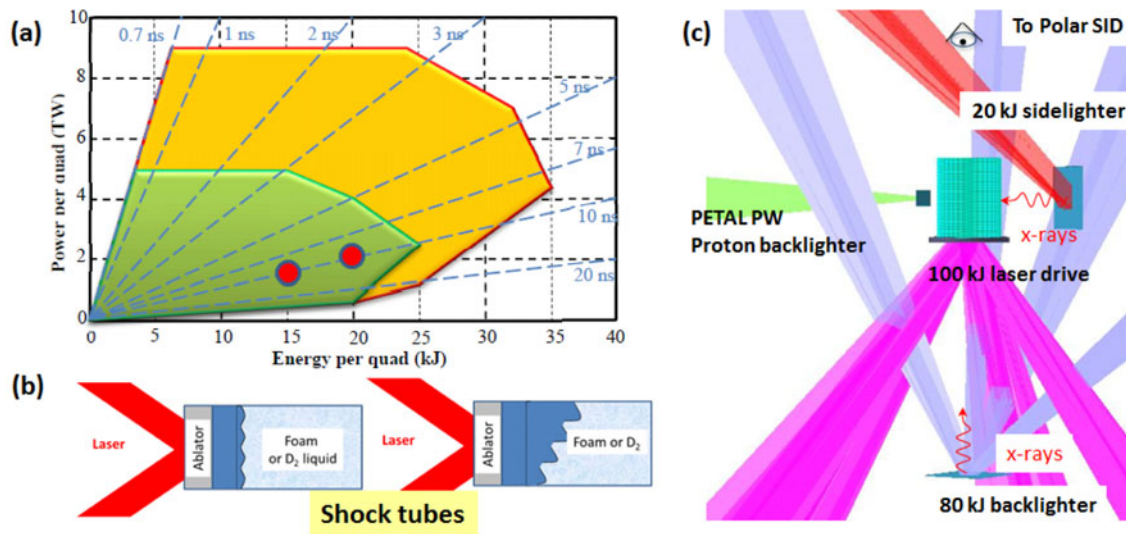 (a)
10
8
6
4
2
0
Power per quad (TW)
0.7 ns
1 ns
2 ns
3 ns
5 ns
7 ns
10 ns
20 ns
0 5 10 15 20 25 30 35 40
Energy per quad (kJ)
(b)
Laser
Ablator
Foam
or D2 liquid
Laser
Ablator
Foam or D2
Shock tubes
(c)
To Polar SID
20 kJ sidelighter
PETAL PW
Proton backlighter
x-rays
100 kJ laser drive
x-rays
80 kJ backlighter